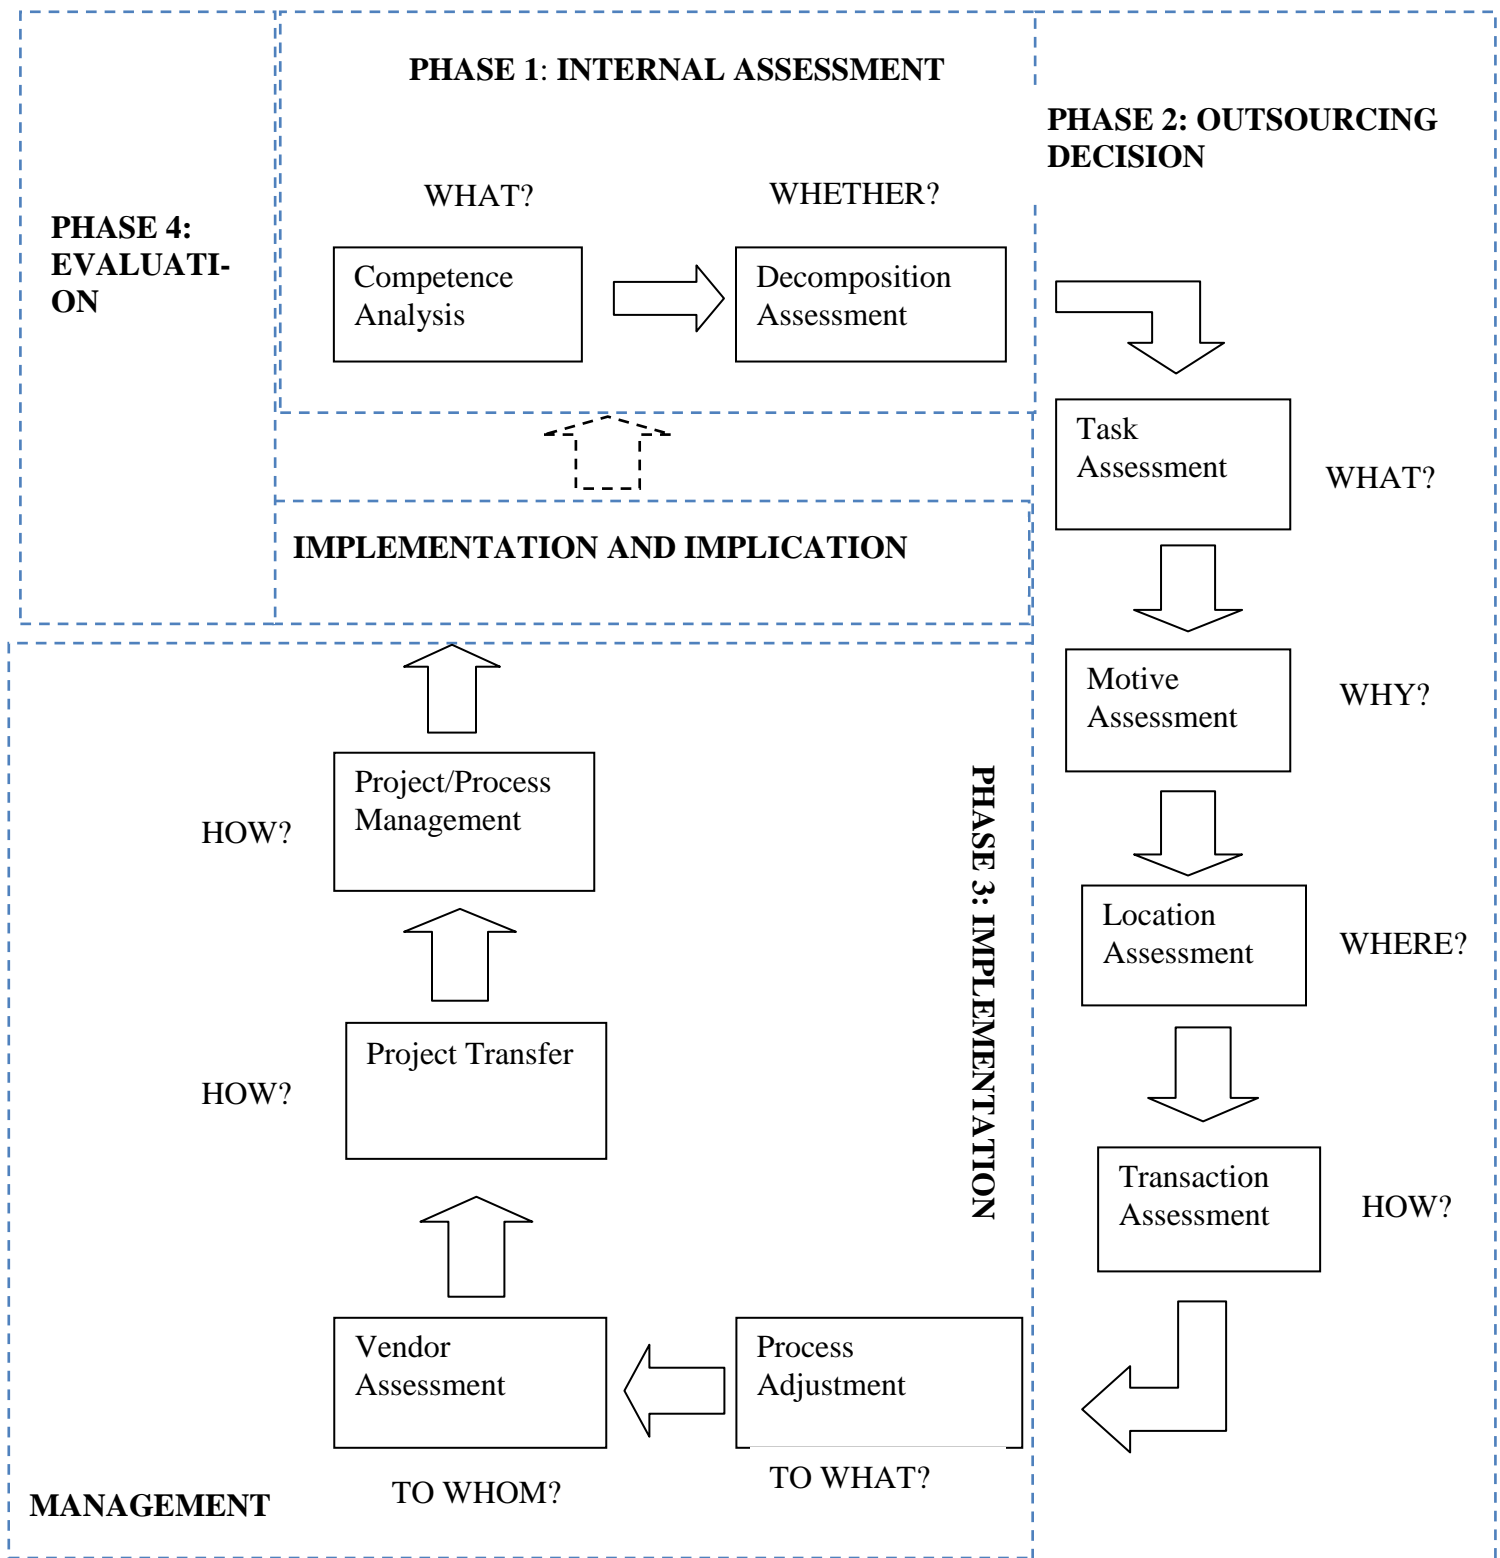 PHASE 1: INTERNAL ASSESSMENT
PHASE 2: OUTSOURCING
DECISION
WHAT?
WHETHER?
PHASE 4:
EVALUATI-
ON
Competence
Analysis
Decomposition
Assessment
Task
Assessment
WHAT?
IMPLEMENTATION AND IMPLICATION
Motive
Assessment
WHY?
Project/Process
Management
HOW?
PHASE 3: IMPLEMENTATION
Location
Assessment
WHERE?
Project Transfer
HOW?
Transaction
Assessment
HOW?
Vendor
Assessment
Process
Adjustment
TO WHOM?
TO WHAT?
MANAGEMENT